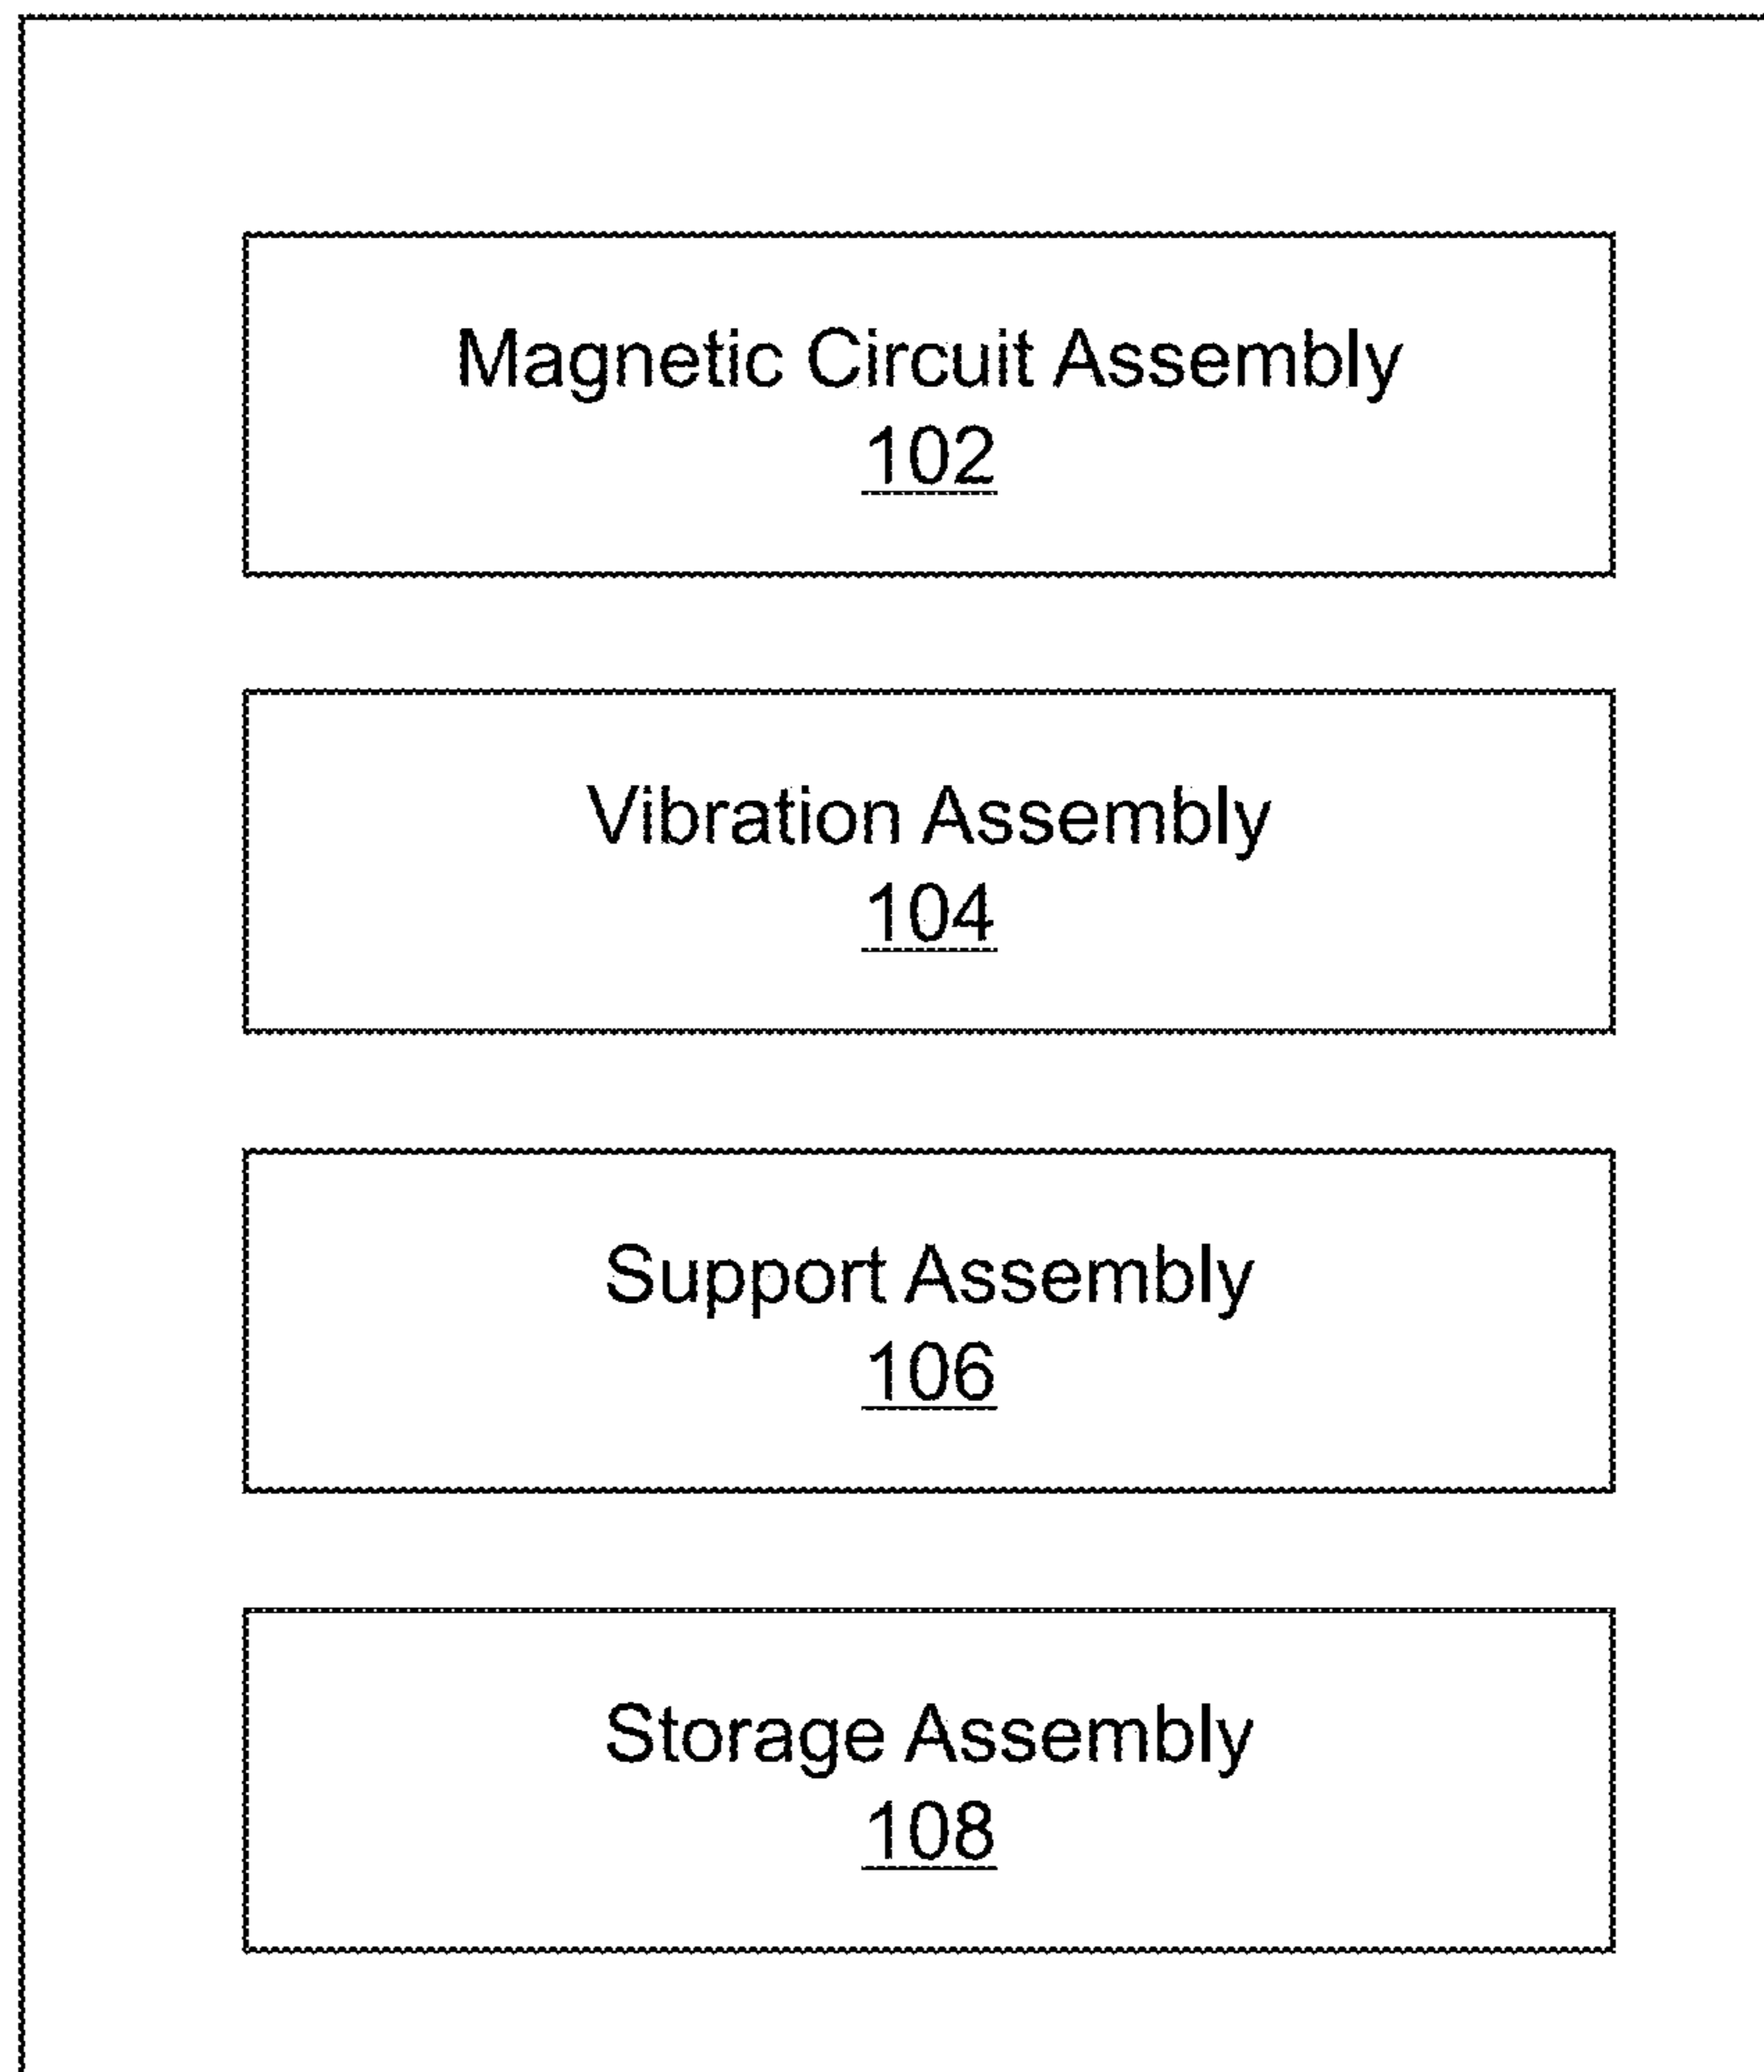 Magnetic Circuit Assembly
102
Vibration Assembly
104
Support Assembly
106
Storage Assembly
108